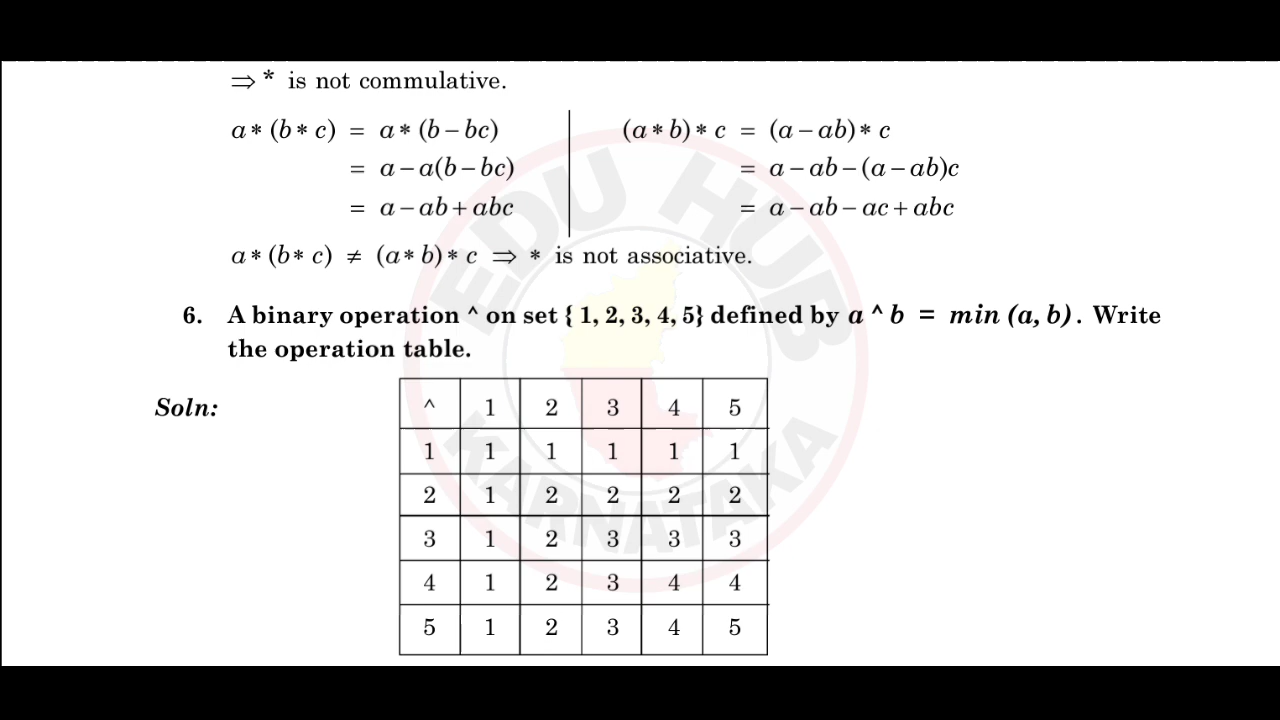 ⇒ * is not commulative.
a * (b * c) = a * (b – bc)
= a – a(b – bc)
= a – ab + abc
(a * b) * c = (a – ab) * c
= a – ab – (a – ab)c
= a – ab – ac + abc
a * (b * c) ≠ (a * b) * c ⇒ * is not associative.
6. A binary operation ^ on set { 1, 2, 3, 4, 5} defined by a ^ b = min (a, b). Write
the operation table.
Soln:
^ 1 2 3 4 5
1 1 1 1 1 1
2 1 2 2 2 2
3 1 2 3 3 3
4 1 2 3 4 4
5 1 2 3 4 5
EDU HUB
KARNATAKA